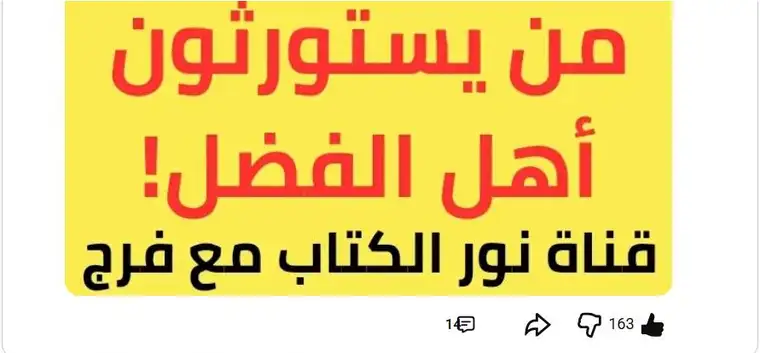 من يستورثون
أهل الفضل!
قناة نور الكتاب مع فرج
163 14